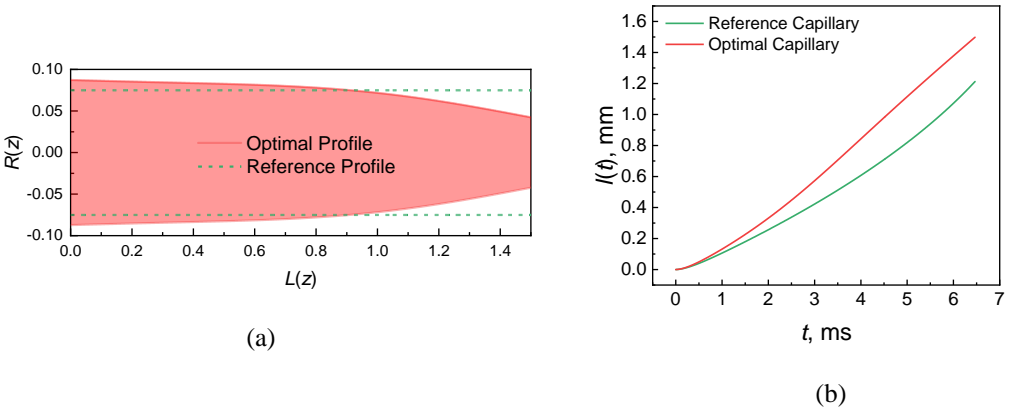 0.10
0.05
0.00
-0.05
-0.10
R(z)
Optimal Profile
Reference Profile
0.0 0.2 0.4 0.6 0.8 1.0 1.2 1.4
L(z)
(a)
1.6
1.4
1.2
1.0
0.8
0.6
0.4
0.2
0.0
l(t), mm
Reference Capillary
Optimal Capillary
0 1 2 3 4 5 6 7
t, ms
(b)